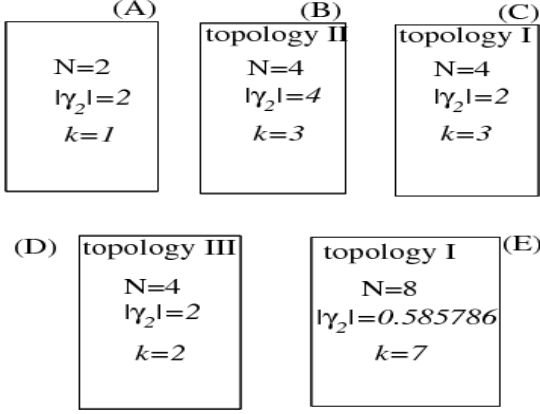 (A)
N=2
|γ₂|=2
k=1
(B)
topology II
N=4
|γ₂|=4
k=3
(C)
topology I
N=4
|γ₂|=2
k=3
(D)
topology III
N=4
|γ₂|=2
k=2
(E)
topology I
N=8
|γ₂|=0.585786
k=7